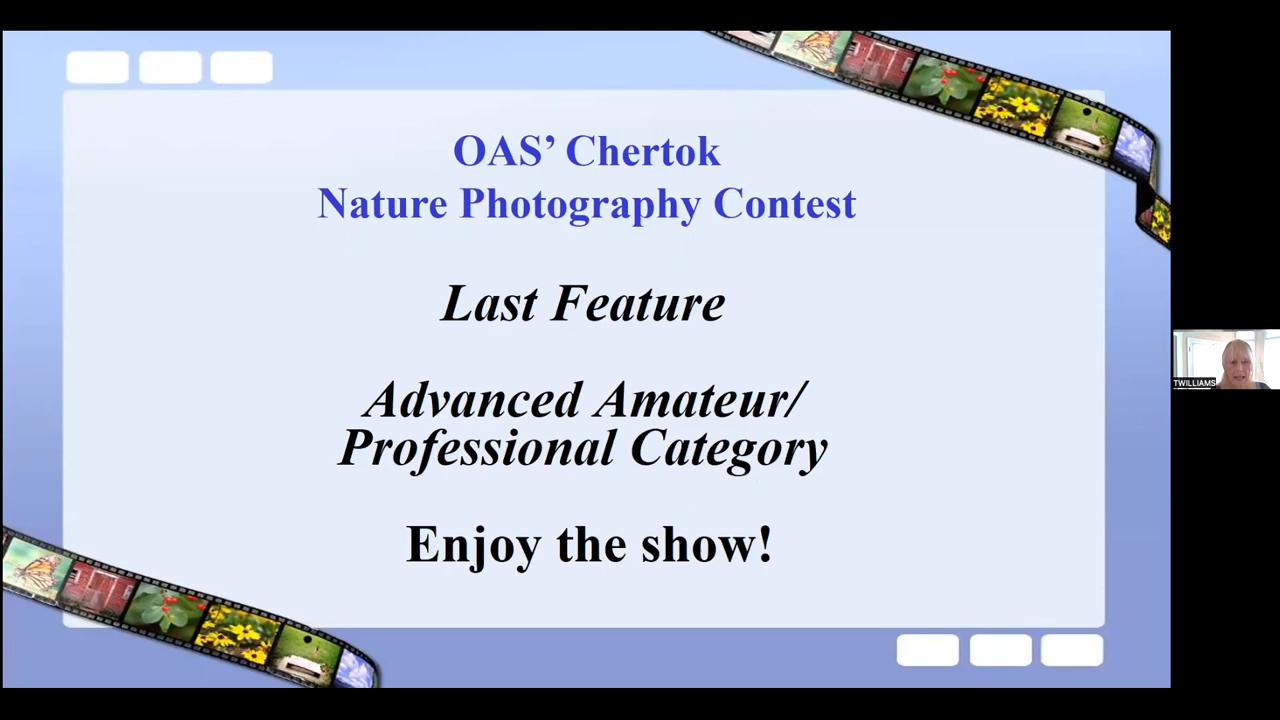 OAS’ Chertok
Nature Photography Contest
Last Feature
Advanced Amateur/
Professional Category
Enjoy the show!
TWILLIAMS